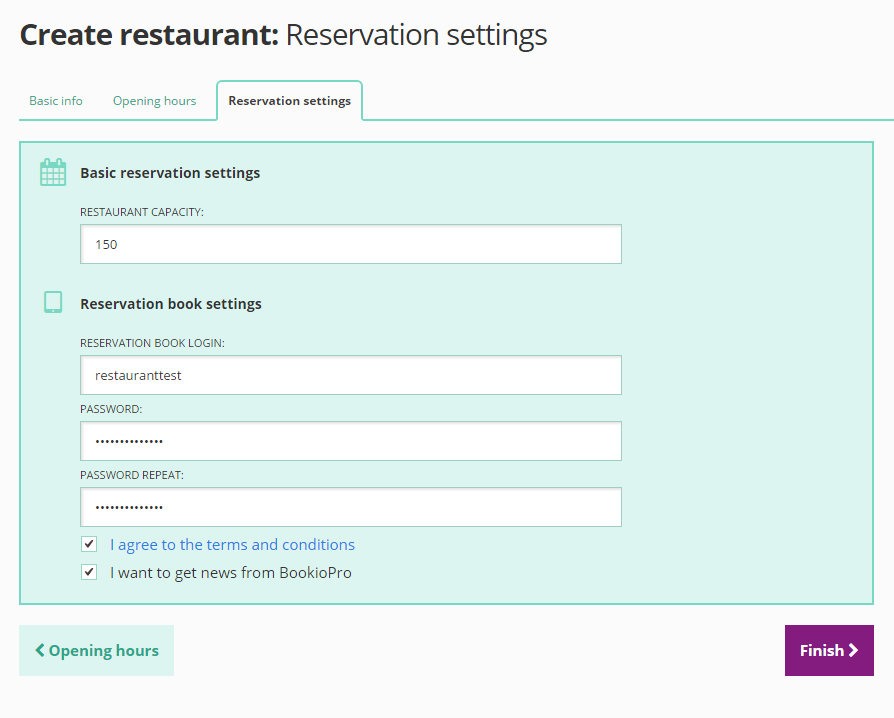 Create restaurant: Reservation settings
Basic info Opening hours Reservation settings
Basic reservation settings
RESTAURANT CAPACITY:
150
Reservation book settings
RESERVATION BOOK LOGIN:
restauranttest
PASSWORD:
••••••••••••••
PASSWORD REPEAT:
••••••••••••••
I agree to the terms and conditions
I want to get news from BookioPro
Opening hours Finish